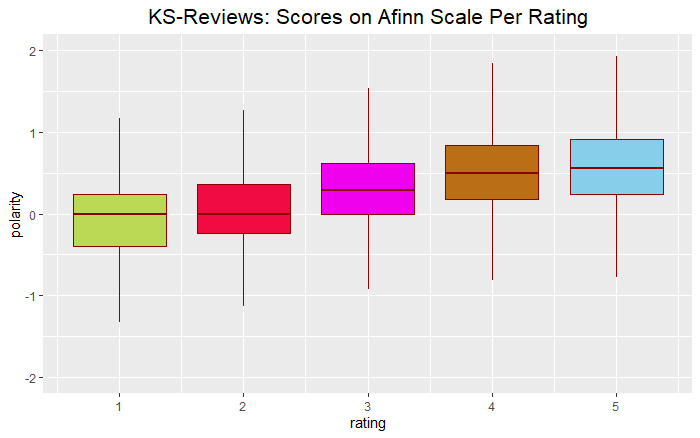 KS-Reviews: Scores on Afinn Scale Per Rating
polarity
2
1
0
-1
-2
1 2 3 4 5
rating